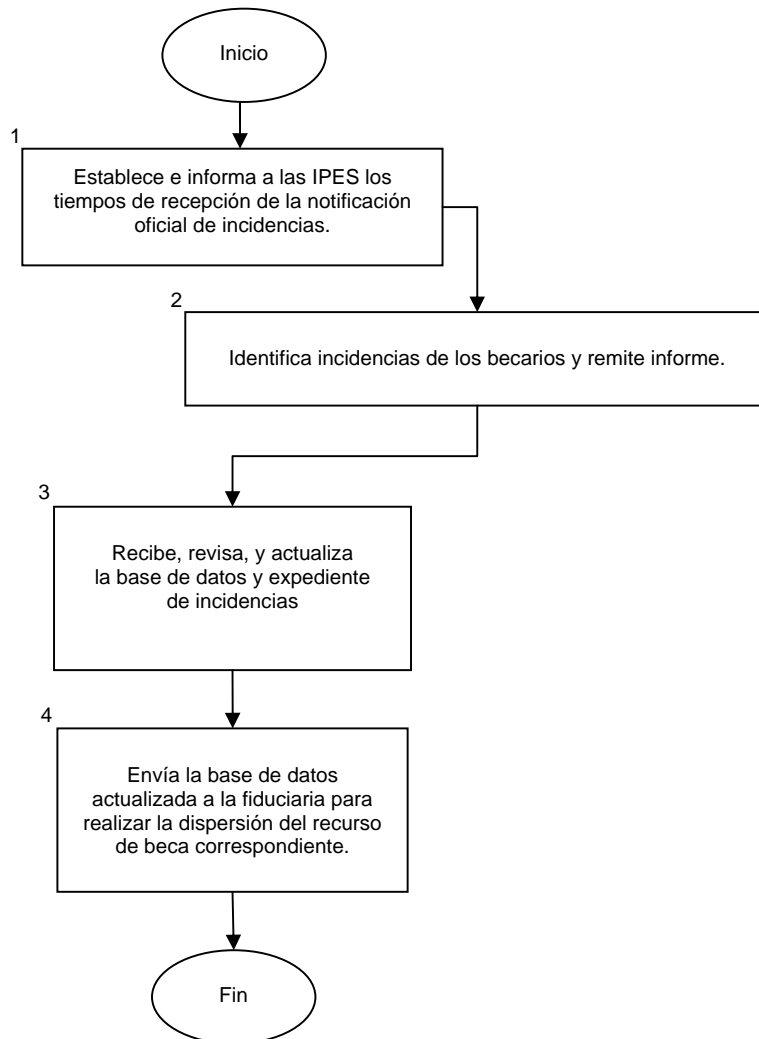 Inicio
1
Establece e informa a las IPES los
tiempos de recepción de la notificación
oficial de incidencias.
2
Identifica incidencias de los becarios y remite informe.
3
Recibe, revisa, y actualiza
la base de datos y expediente
de incidencias
4
Envía la base de datos
actualizada a la fiduciaria para
realizar la dispersión del recurso
de beca correspondiente.
Fin